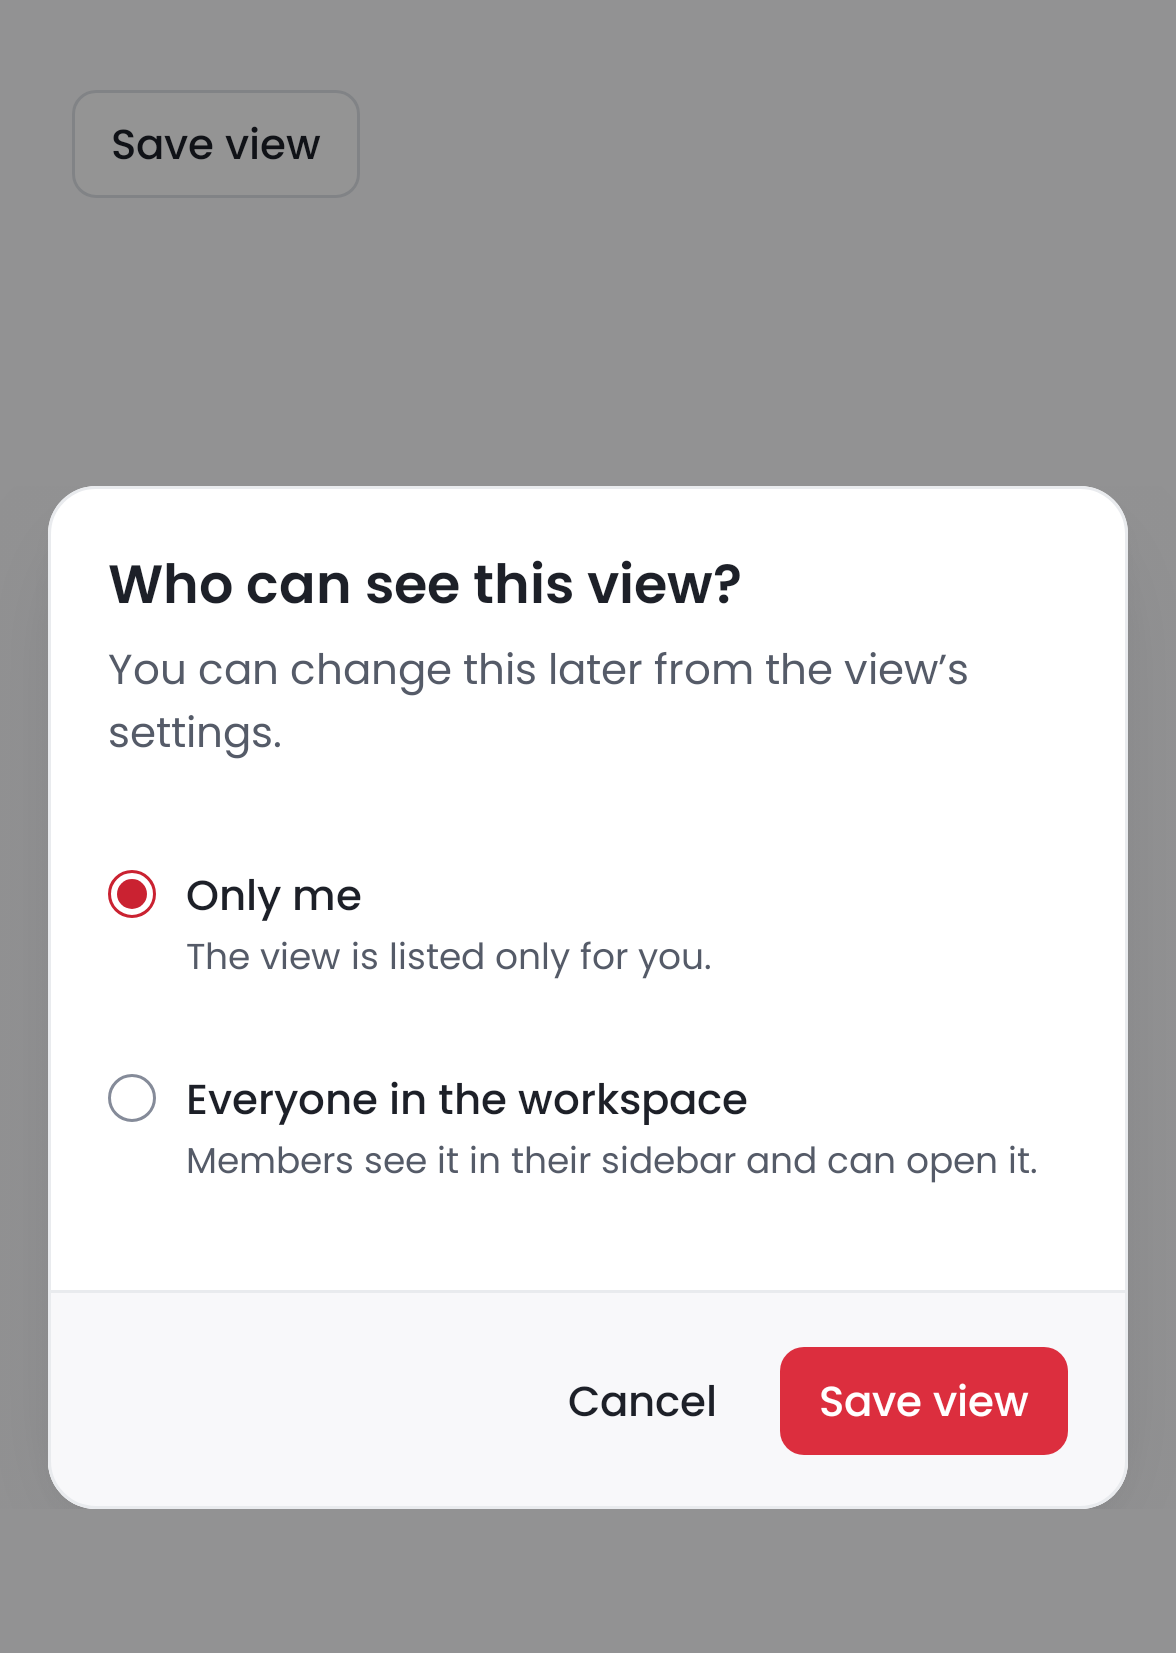 Save view
Who can see this view?
You can change this later from the view’s
settings.
Only me
The view is listed only for you.
Everyone in the workspace
Members see it in their sidebar and can open it.
Cancel
Save view